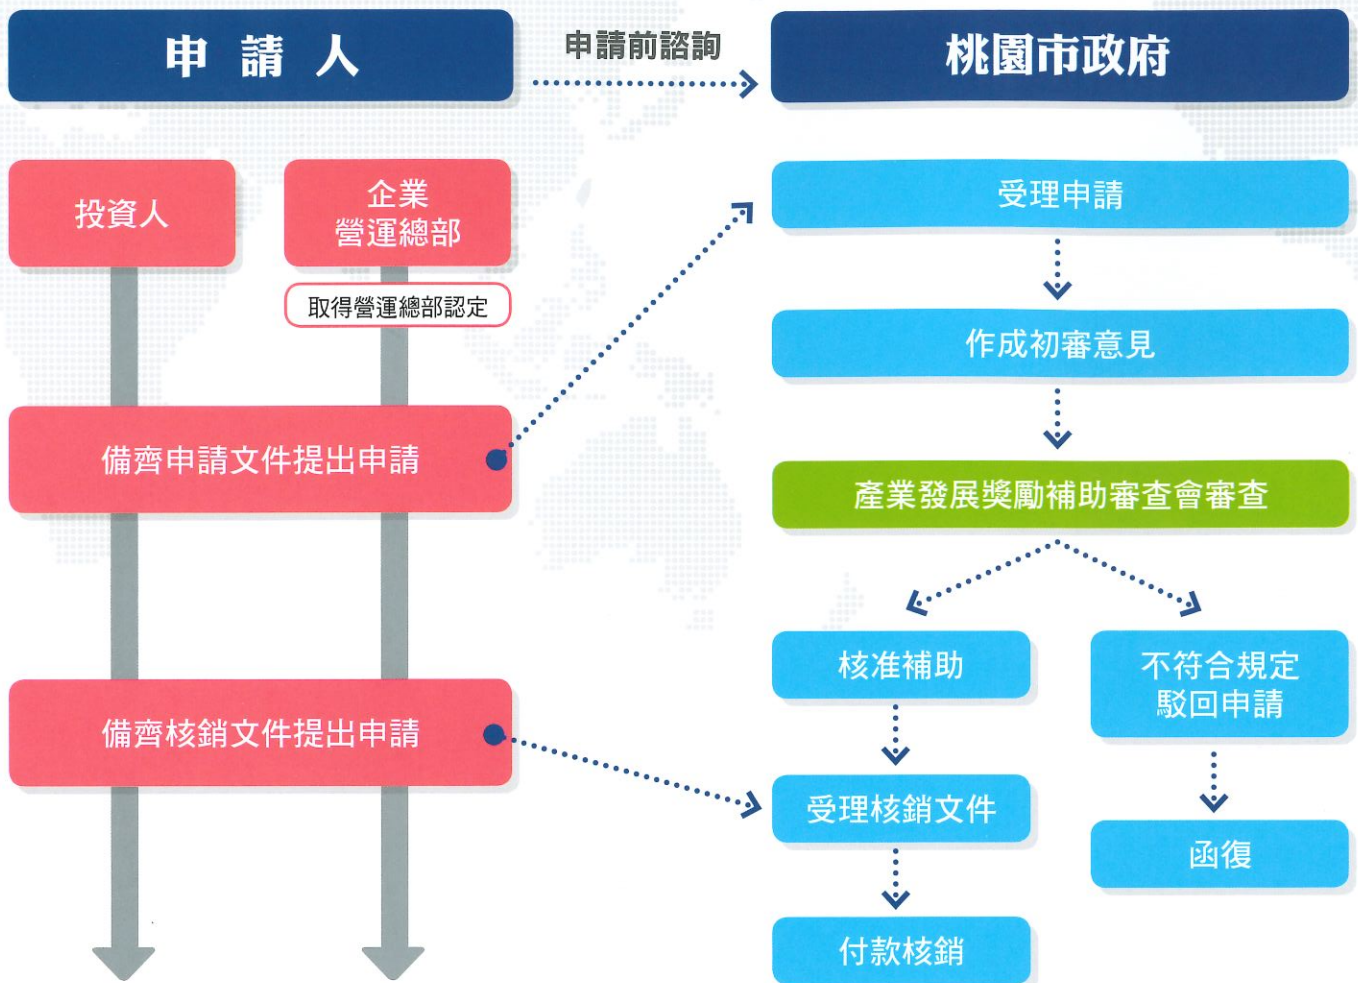 申請人
申請前諮詢
桃園市政府
投資人
企業
營運總部
取得營運總部認定
備齊申請文件提出申請
備齊核銷文件提出申請
受理申請
作成初審意見
產業發展獎勵補助審查會審查
核准補助
不符合規定
駁回申請
受理核銷文件
函復
付款核銷